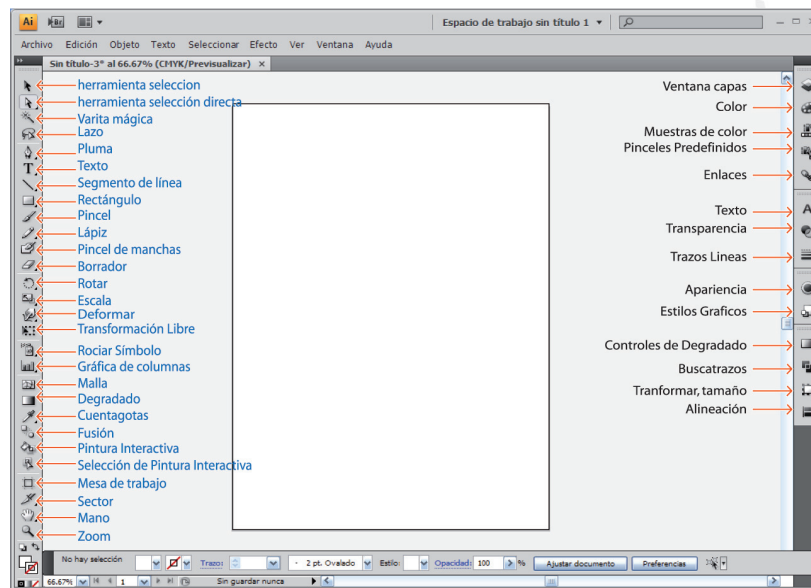 Ai Br Espacio de trabajo sin título 1
Archivo Edición Objeto Texto Seleccionar Efecto Ver Ventana Ayuda
Sin título-3* al 66.67% (CMYK/Previsualizar) ×
herramienta seleccion
herramienta selección directa
Varita mágica
Lazo
Pluma
Texto
Segmento de línea
Rectángulo
Pincel
Lápiz
Pincel de manchas
Borrador
Rotar
Escala
Deformar
Transformación Libre
Rociar Símbolo
Gráfica de columnas
Malla
Degradado
Cuentagotas
Fusión
Pintura Interactiva
Selección de Pintura Interactiva
Mesa de trabajo
Sector
Mano
Zoom
Ventana capas
Color
Muestras de color
Pinceles Predefinidos
Enlaces
Texto
Transparencia
Trazos Lineas
Apariencia
Estilos Graficos
Controles de Degradado
Buscatrazos
Tranformar, tamaño
Alineación
No hay selección Trazo: 2 pt. Ovalado Estilo: Opacidad: 100 % Ajustar documento Preferencias
66.67% 1 Sin guardar nunca